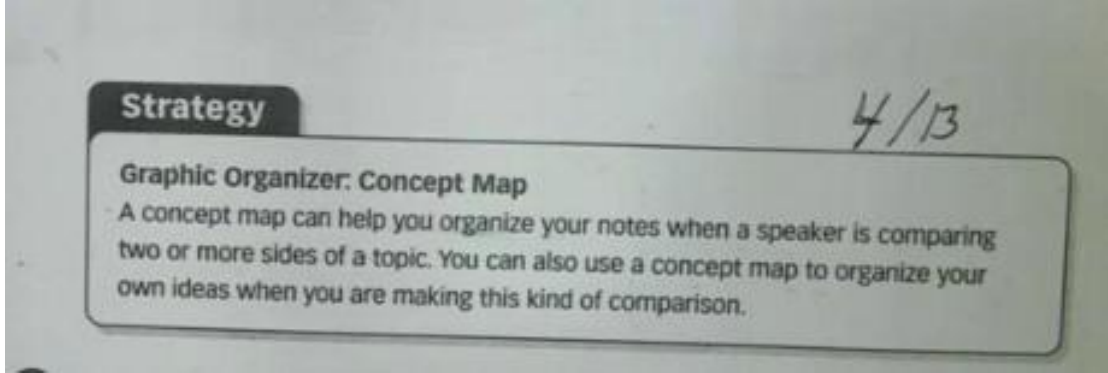 Strategy
4/13
Graphic Organizer: Concept Map
A concept map can help you organize your notes when a speaker is comparing
two or more sides of a topic. You can also use a concept map to organize your
own ideas when you are making this kind of comparison.